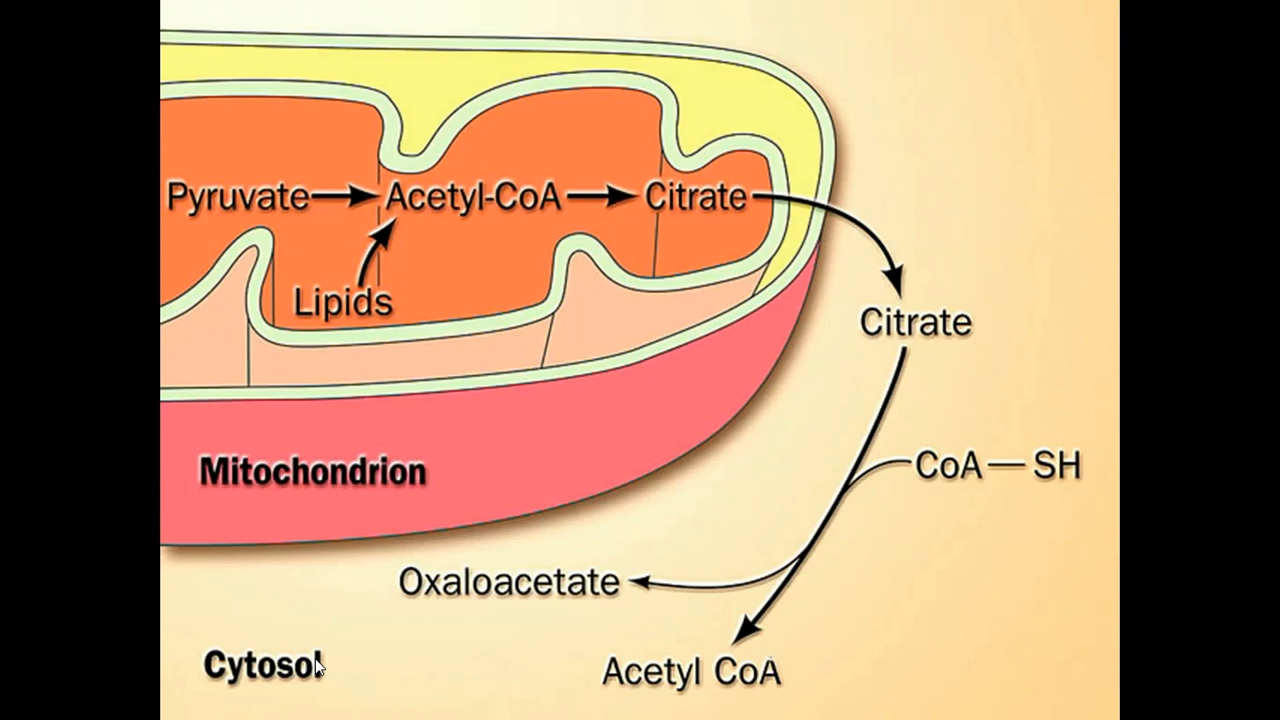 Pyruvate Acetyl-CoA Citrate
Lipids
Citrate
CoA — SH
Mitochondrion
Oxaloacetate
Cytosol
Acetyl CoA